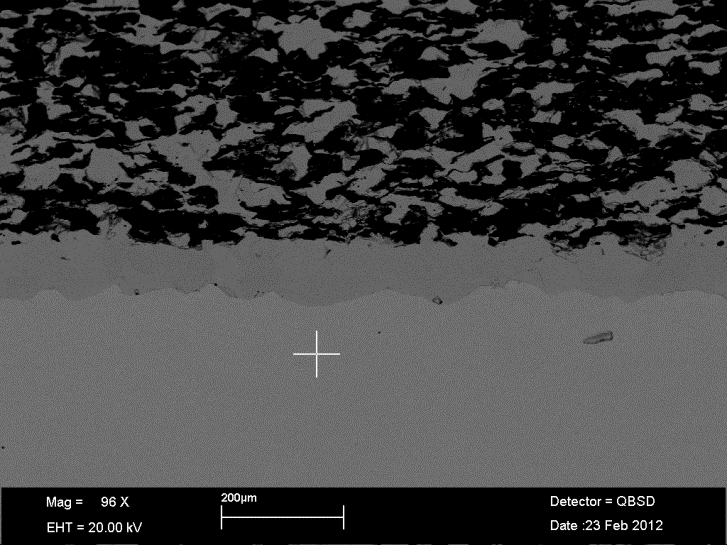 Mag = 96 X
EHT = 20.00 kV
200µm
Detector = QBSD
Date :23 Feb 2012